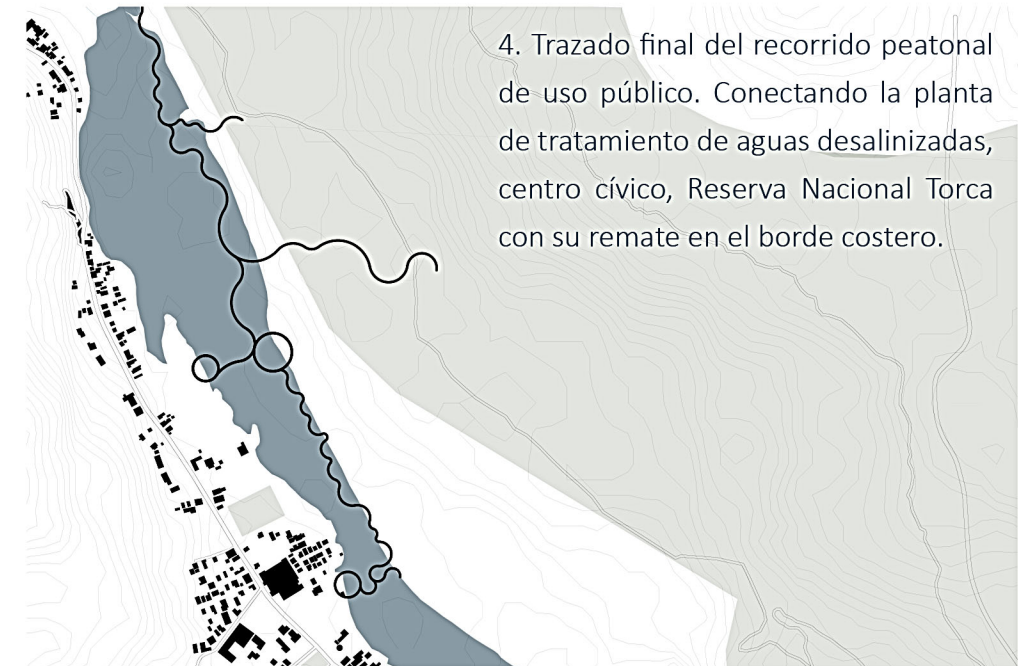 4. Trazado final del recorrido peatonal
de uso público. Conectando la planta
de tratamiento de aguas desalinizadas,
centro cívico, Reserva Nacional Torca
con su remate en el borde costero.